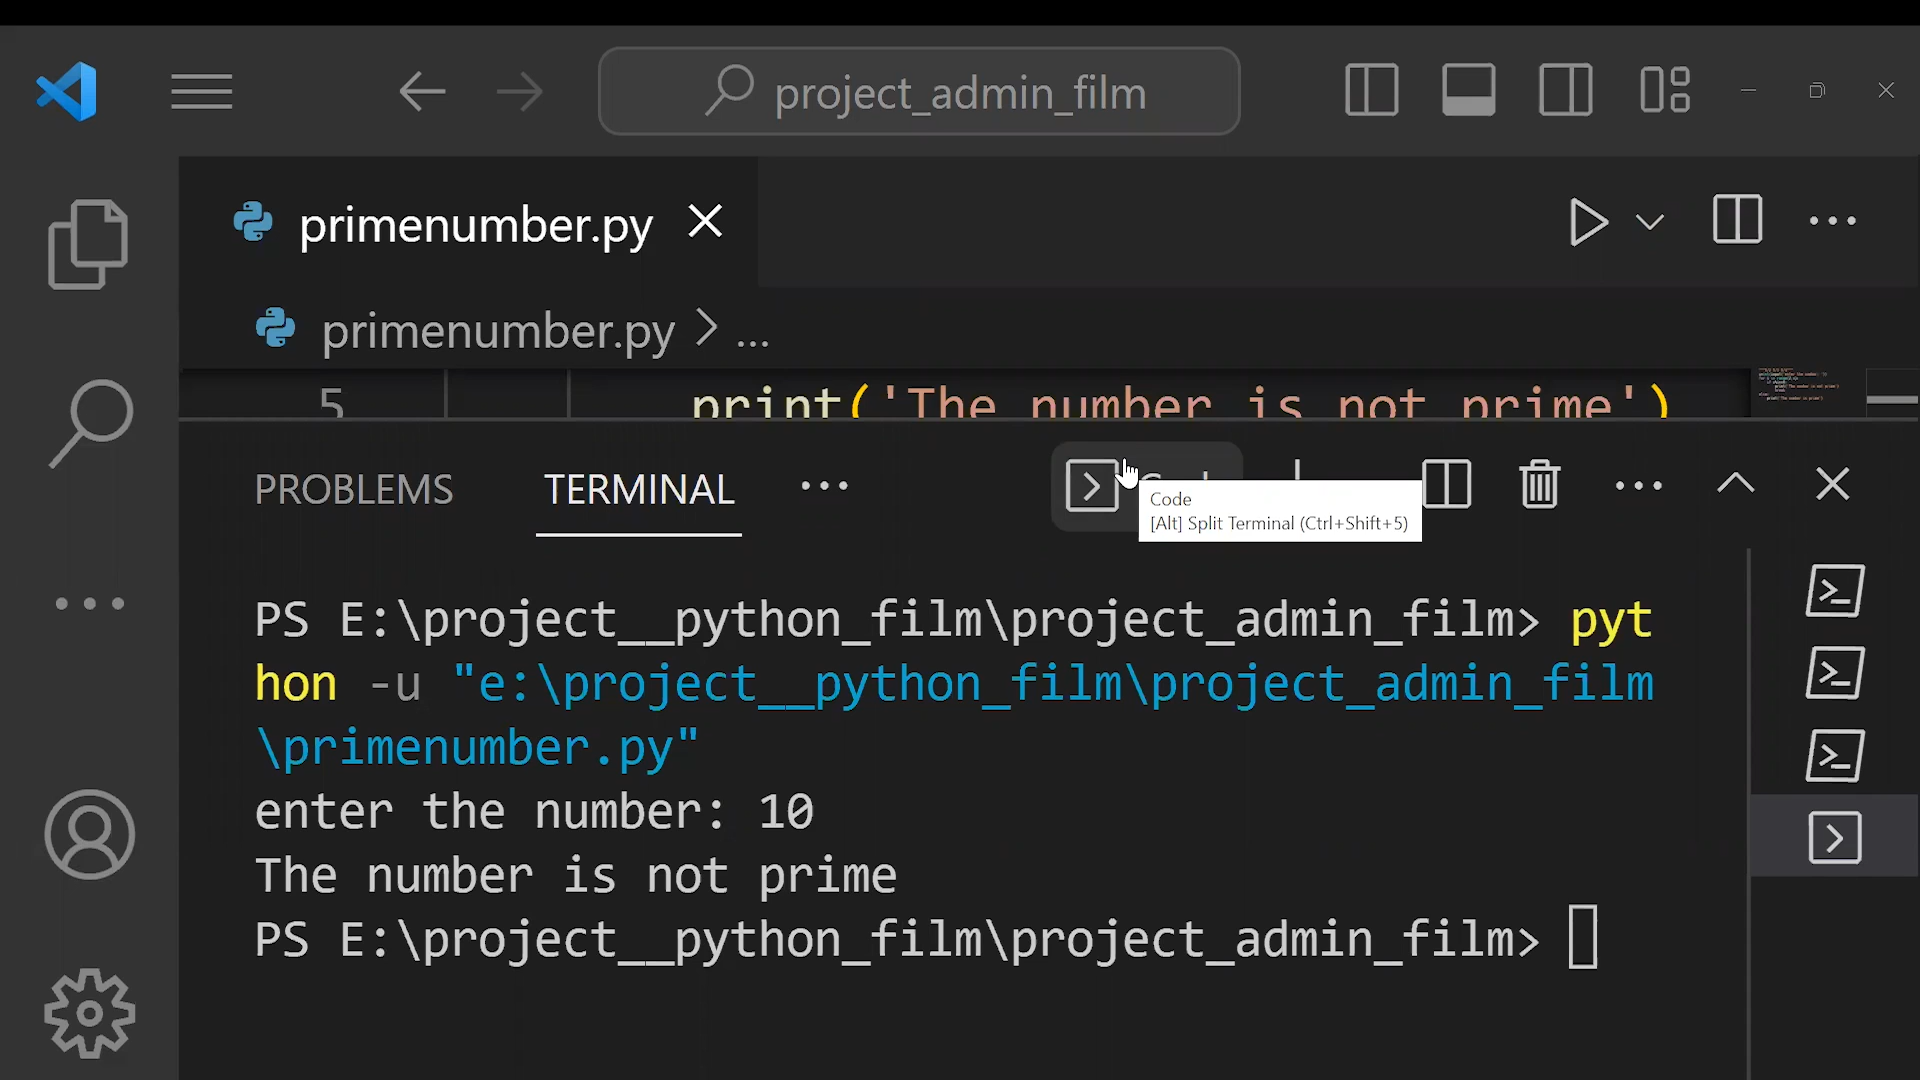 project_admin_film
primenumber.py
primenumber.py > ...
5 print('The number is not prime')
PROBLEMS TERMINAL
Code
[Alt] Split Terminal (Ctrl+Shift+5)
PS E:\project__python_film\project_admin_film> pyt
hon -u "e:\project__python_film\project_admin_film
\primenumber.py"
enter the number: 10
The number is not prime
PS E:\project__python_film\project_admin_film>